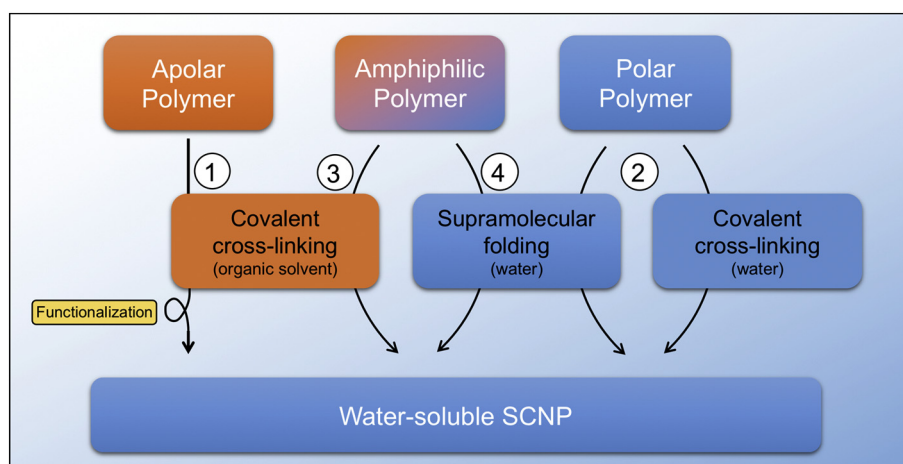 Apolar
Polymer
Amphiphilic
Polymer
Polar
Polymer
1
3
4
2
Covalent
cross-linking
(organic solvent)
Supramolecular
folding
(water)
Covalent
cross-linking
(water)
Functionalization
Water-soluble SCNP